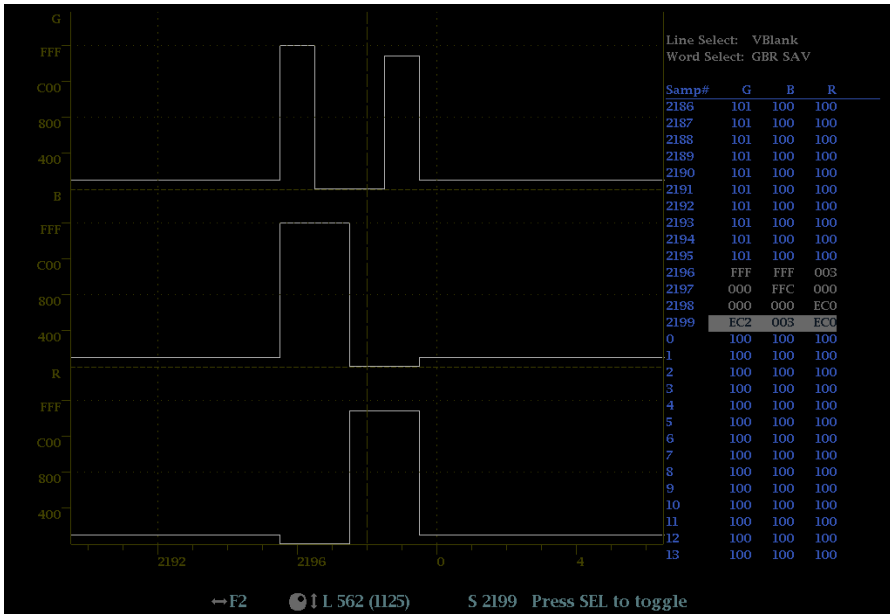 G
FFF
C00
800
400
B
FFF
C00
800
400
R
FFF
C00
800
400
2192 2196 0 4
Line Select: VBlank
Word Select: GBR SAV
Samp# G B R
2186 101 100 100
2187 101 100 100
2188 101 100 100
2189 101 100 100
2190 101 100 100
2191 101 100 100
2192 101 100 100
2193 101 100 100
2194 101 100 100
2195 101 100 100
2196 FFF FFF 003
2197 000 FFC 000
2198 000 000 EC0
2199 EC2 003 EC0
0 100 100 100
1 100 100 100
2 100 100 100
3 100 100 100
4 100 100 100
5 100 100 100
6 100 100 100
7 100 100 100
8 100 100 100
9 100 100 100
10 100 100 100
11 100 100 100
12 100 100 100
13 100 100 100
↔F2 ↕ L 562 (1125) S 2199 Press SEL to toggle